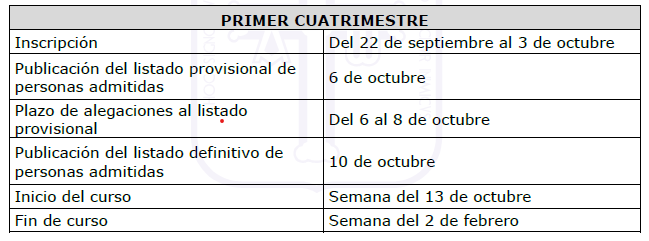 PRIMER CUATRIMESTRE
Inscripción
Del 22 de septiembre al 3 de octubre
Publicación del listado provisional de
personas admitidas
6 de octubre
Plazo de alegaciones al listado
provisional
Del 6 al 8 de octubre
Publicación del listado definitivo de
personas admitidas
10 de octubre
Inicio del curso
Semana del 13 de octubre
Fin de curso
Semana del 2 de febrero